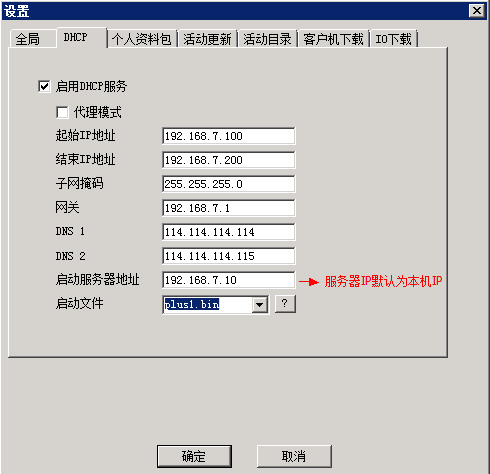 设置
全局 DHCP 个人资料包 活动更新 活动目录 客户机下载 IO下载
启用DHCP服务
代理模式
起始IP地址 192.168.7.100
结束IP地址 192.168.7.200
子网掩码 255.255.255.0
网关 192.168.7.1
DNS 1 114.114.114.114
DNS 2 114.114.114.115
启动服务器地址 192.168.7.10 服务器IP默认为本机IP
启动文件 plus1.bin ?
确定 取消